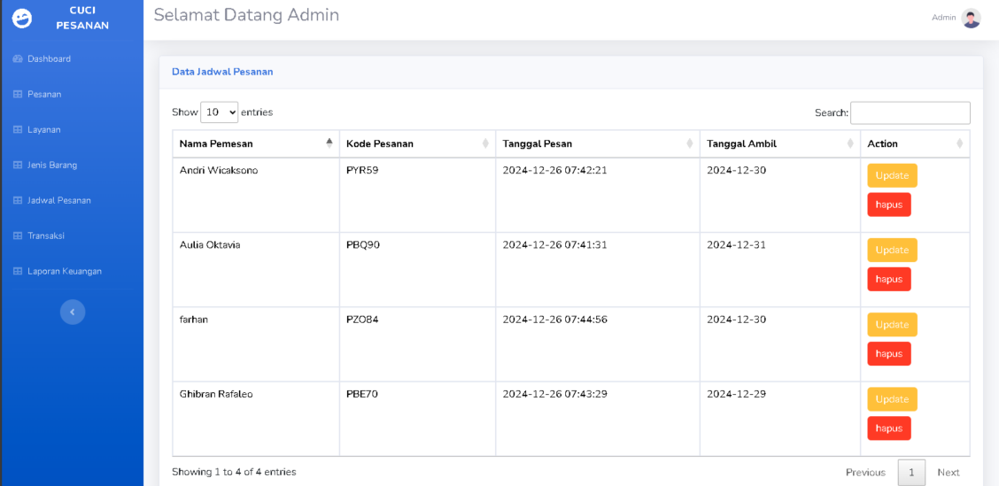 CUCI
PESANAN
Selamat Datang Admin
Admin
Dashboard
Pesanan
Layanan
Jenis Barang
Jadwal Pesanan
Transaksi
Laporan Keuangan
Data Jadwal Pesanan
Show 10 entries
Search:
Nama Pemesan Kode Pesanan Tanggal Pesan Tanggal Ambil Action
Andri Wicaksono PYR59 2024-12-26 07:42:21 2024-12-30 Update
hapus
Aulia Oktavia PBQ90 2024-12-26 07:41:31 2024-12-31 Update
hapus
farhan PZO84 2024-12-26 07:44:56 2024-12-30 Update
hapus
Ghibran Rafaleo PBE70 2024-12-26 07:43:29 2024-12-29 Update
hapus
Showing 1 to 4 of 4 entries
Previous 1 Next